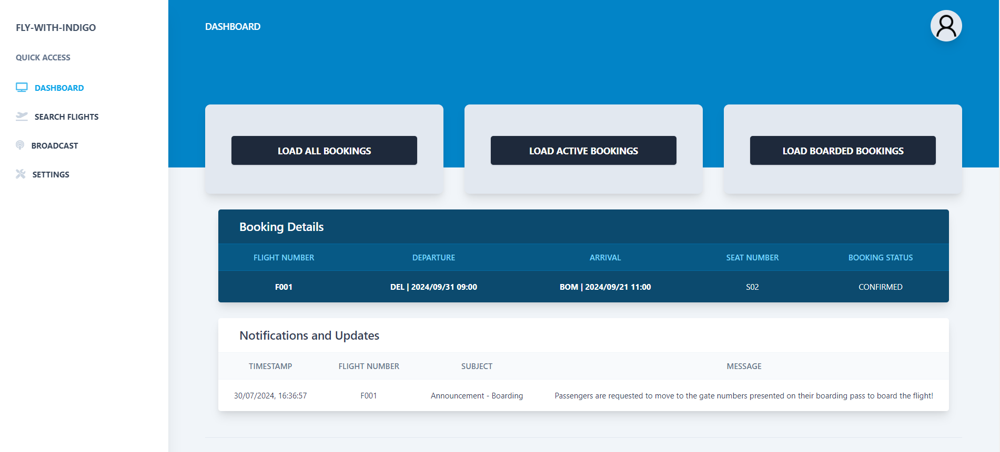 FLY-WITH-INDIGO
QUICK ACCESS
DASHBOARD
SEARCH FLIGHTS
BROADCAST
SETTINGS
DASHBOARD
LOAD ALL BOOKINGS
LOAD ACTIVE BOOKINGS
LOAD BOARDED BOOKINGS
Booking Details
FLIGHT NUMBER DEPARTURE ARRIVAL SEAT NUMBER BOOKING STATUS
F001 DEL | 2024/09/31 09:00 BOM | 2024/09/21 11:00 S02 CONFIRMED
Notifications and Updates
TIMESTAMP FLIGHT NUMBER SUBJECT MESSAGE
30/07/2024, 16:36:57 F001 Announcement - Boarding Passengers are requested to move to the gate numbers presented on their boarding pass to board the flight!